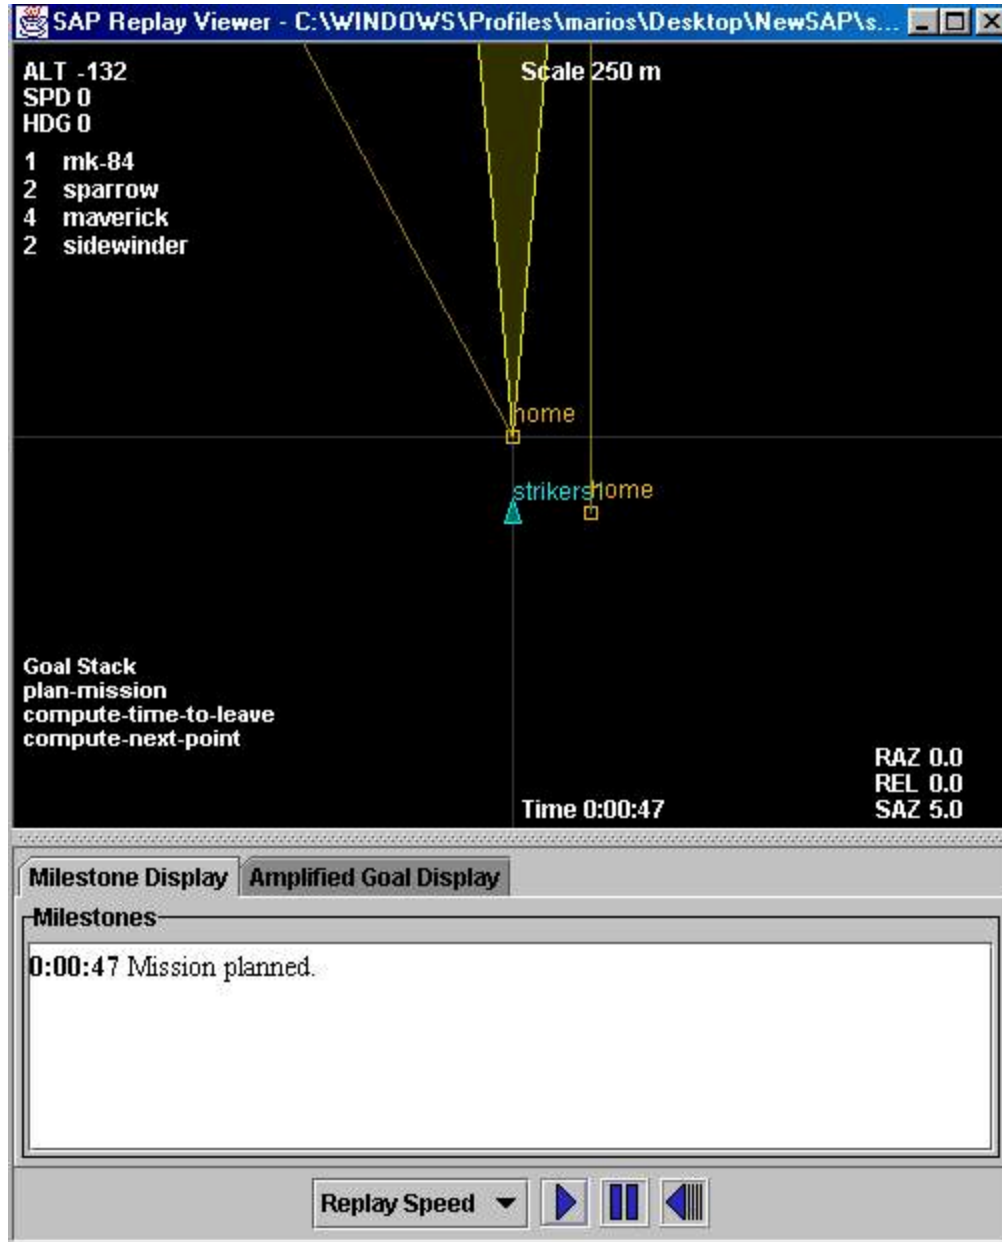 SAP Replay Viewer - C:\WINDOWS\Profiles\marios\Desktop\NewSAP\s...
ALT -132
SPD 0
HDG 0
Scale 250 m
1 mk-84
2 sparrow
4 maverick
2 sidewinder
home
strikers1
home
Goal Stack
plan-mission
compute-time-to-leave
compute-next-point
RAZ 0.0
REL 0.0
SAZ 5.0
Time 0:00:47
Milestone Display
Amplified Goal Display
Milestones
0:00:47 Mission planned.
Replay Speed